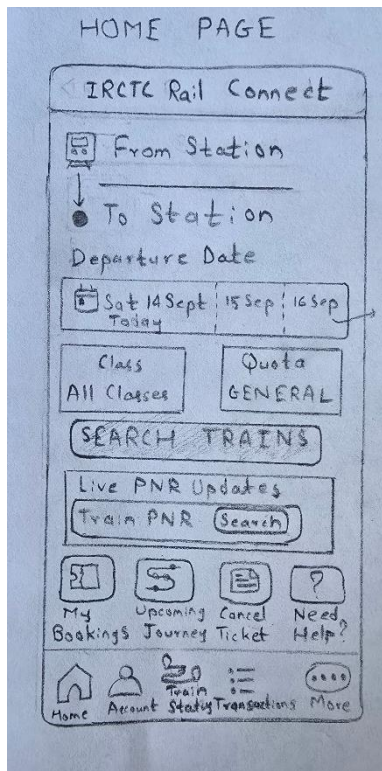 HOME PAGE
IRCTC Rail Connect
From Station
To Station
Departure Date
Sat 14 Sept 15 Sep 16 Sep
Today
Class Quota
All Classes GENERAL
SEARCH TRAINS
Live PNR Updates
Train PNR Search
My Upcoming Cancel Need
Bookings Journey Ticket Help?
Home Account Train Status Transactions More